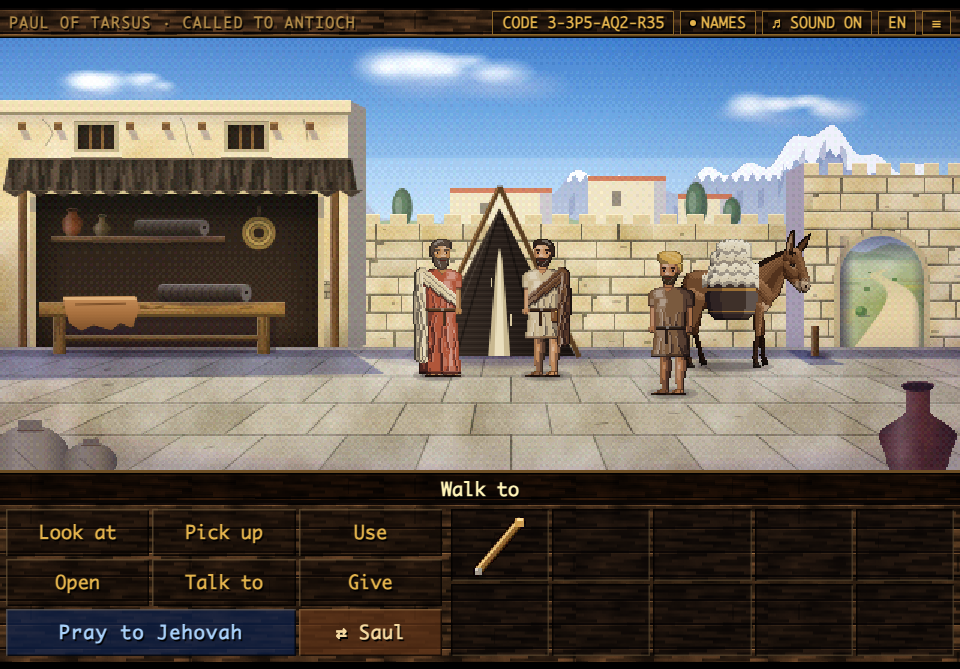 PAUL OF TARSUS · CALLED TO ANTIOCH
CODE 3-3P5-AQ2-R35
• NAMES
♬ SOUND ON
EN
≡
Walk to
Look at
Pick up
Use
Open
Talk to
Give
Pray to Jehovah
⇄ Saul